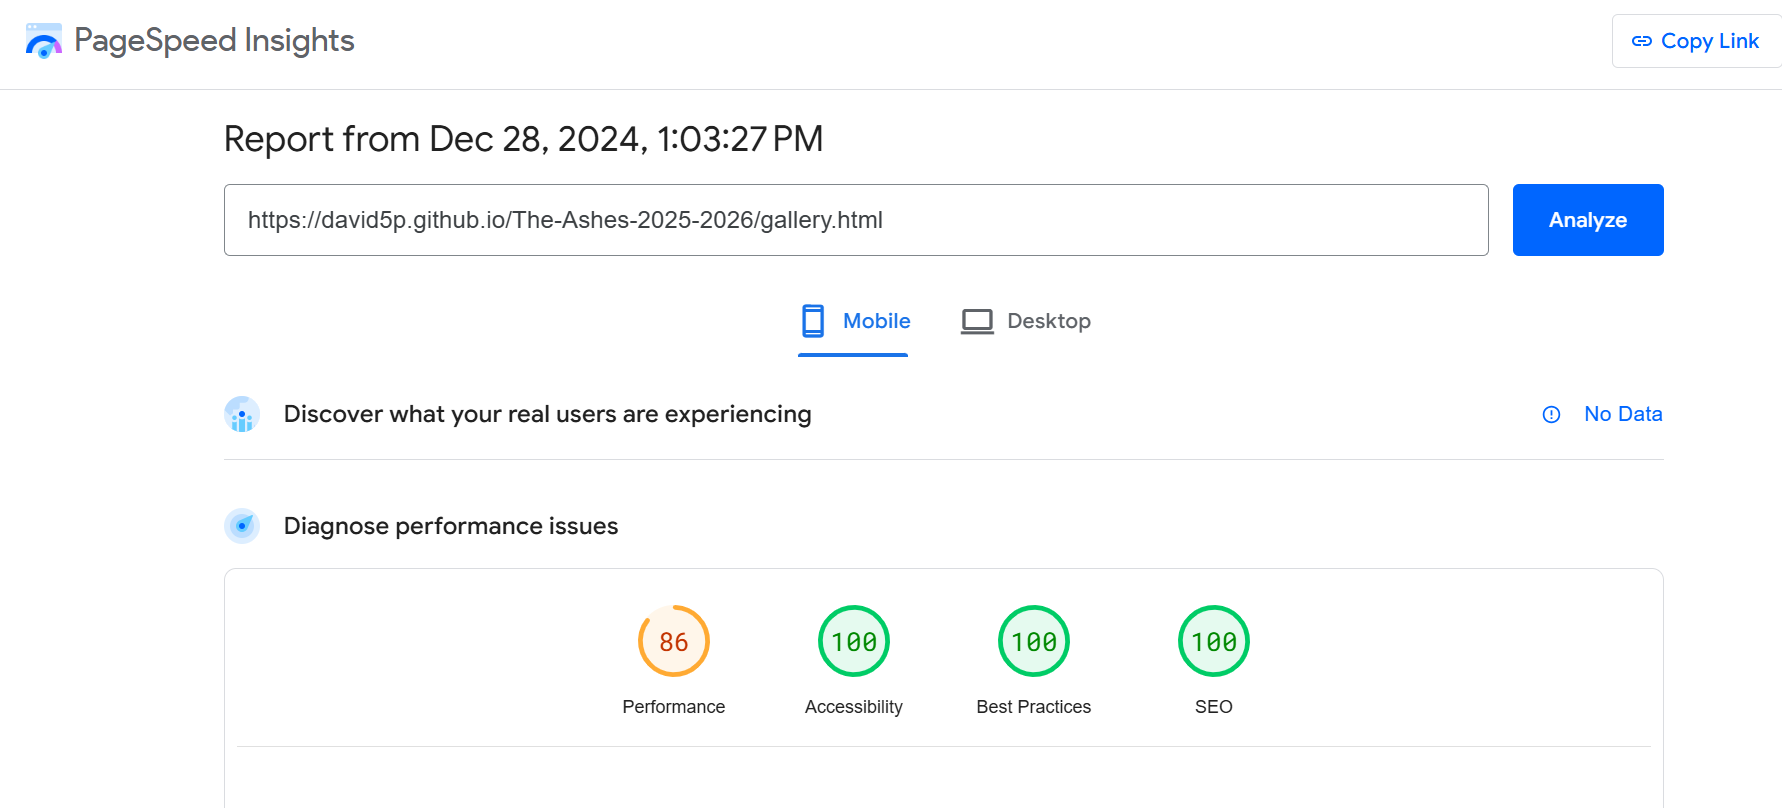 PageSpeed Insights
Copy Link
Report from Dec 28, 2024, 1:03:27 PM
https://david5p.github.io/The-Ashes-2025-2026/gallery.html
Analyze
Mobile
Desktop
Discover what your real users are experiencing
No Data
Diagnose performance issues
86
100
100
100
Performance
Accessibility
Best Practices
SEO